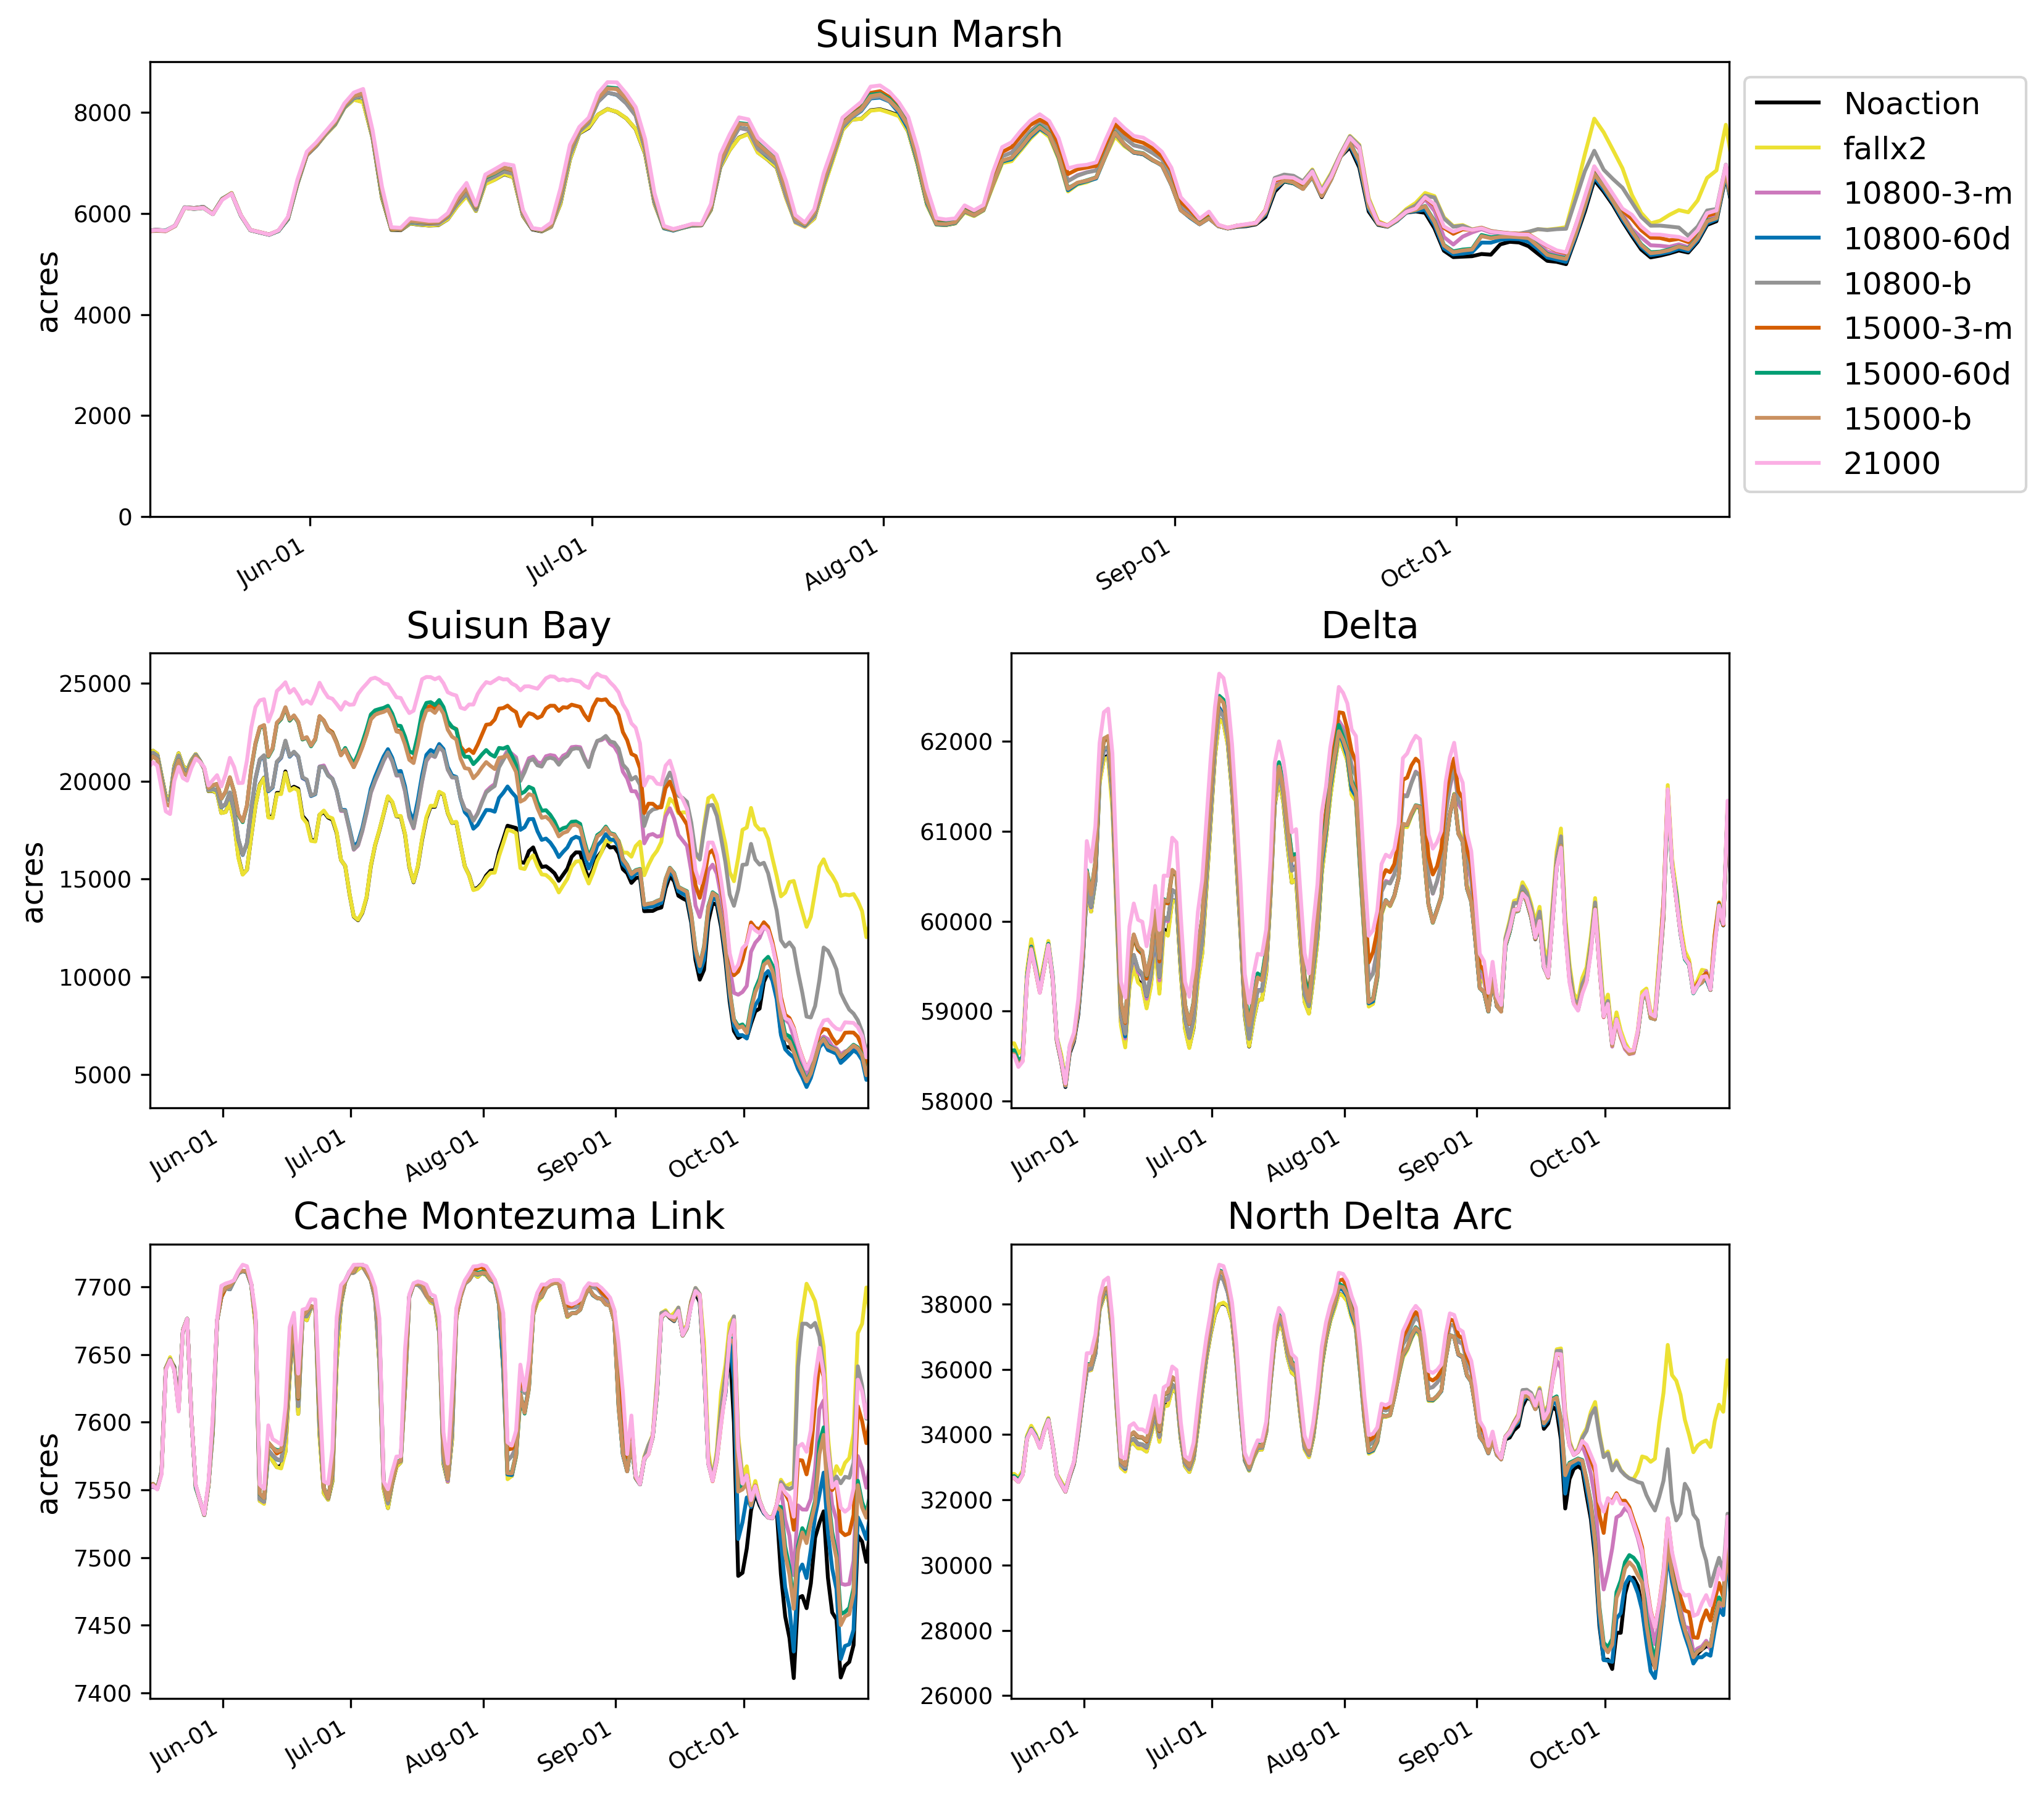 Suisun Marsh
8000
6000
4000
2000
0
acres
Jun-01
Jul-01
Aug-01
Sep-01
Oct-01
Noaction
fallx2
10800-3-m
10800-60d
10800-b
15000-3-m
15000-60d
15000-b
21000
Suisun Bay
25000
20000
15000
10000
5000
acres
Jun-01
Jul-01
Aug-01
Sep-01
Oct-01
Delta
62000
61000
60000
59000
58000
Jun-01
Jul-01
Aug-01
Sep-01
Oct-01
Cache Montezuma Link
7700
7650
7600
7550
7500
7450
7400
acres
Jun-01
Jul-01
Aug-01
Sep-01
Oct-01
North Delta Arc
38000
36000
34000
32000
30000
28000
26000
Jun-01
Jul-01
Aug-01
Sep-01
Oct-01